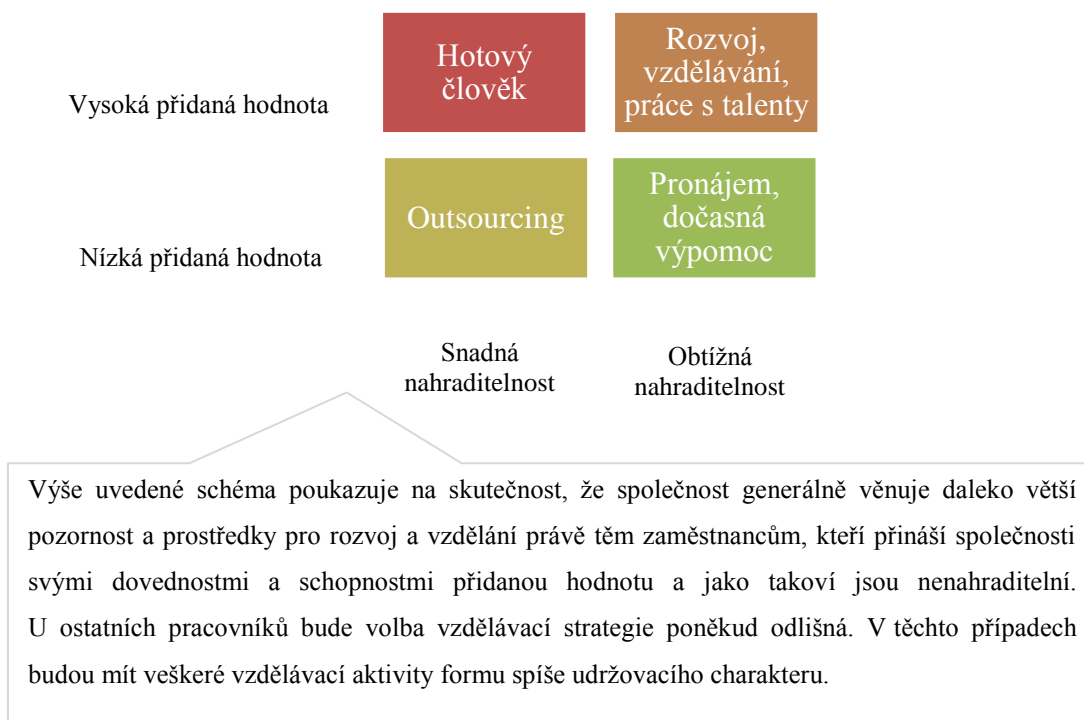 Vysoká přidaná hodnota
Hotový
člověk
Rozvoj,
vzdělávání,
práce s talenty
Nízká přidaná hodnota
Outsourcing
Pronájem,
dočasná
výpomoc
Snadná
nahraditelnost
Obtížná
nahraditelnost
Výše uvedené schéma poukazuje na skutečnost, že společnost generálně věnuje daleko větší
pozornost a prostředky pro rozvoj a vzdělání právě těm zaměstnancům, kteří přináší společnosti
svými dovednostmi a schopnostmi přidanou hodnotu a jako takoví jsou nenahraditelní.
U ostatních pracovníků bude volba vzdělávací strategie poněkud odlišná. V těchto případech
budou mít veškeré vzdělávací aktivity formu spíše udržovacího charakteru.